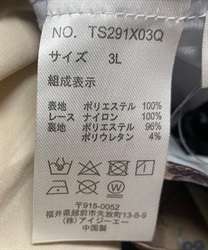 NO. TS291X03Q
サイズ 3L
組成表示
表地 ポリエステル 100%
レース ナイロン 100%
裏地 ポリエステル 96%
ポリウレタン 4%
〒915-0052
福井県越前市矢放町13-8-9
(株)アイジーエー
中国製